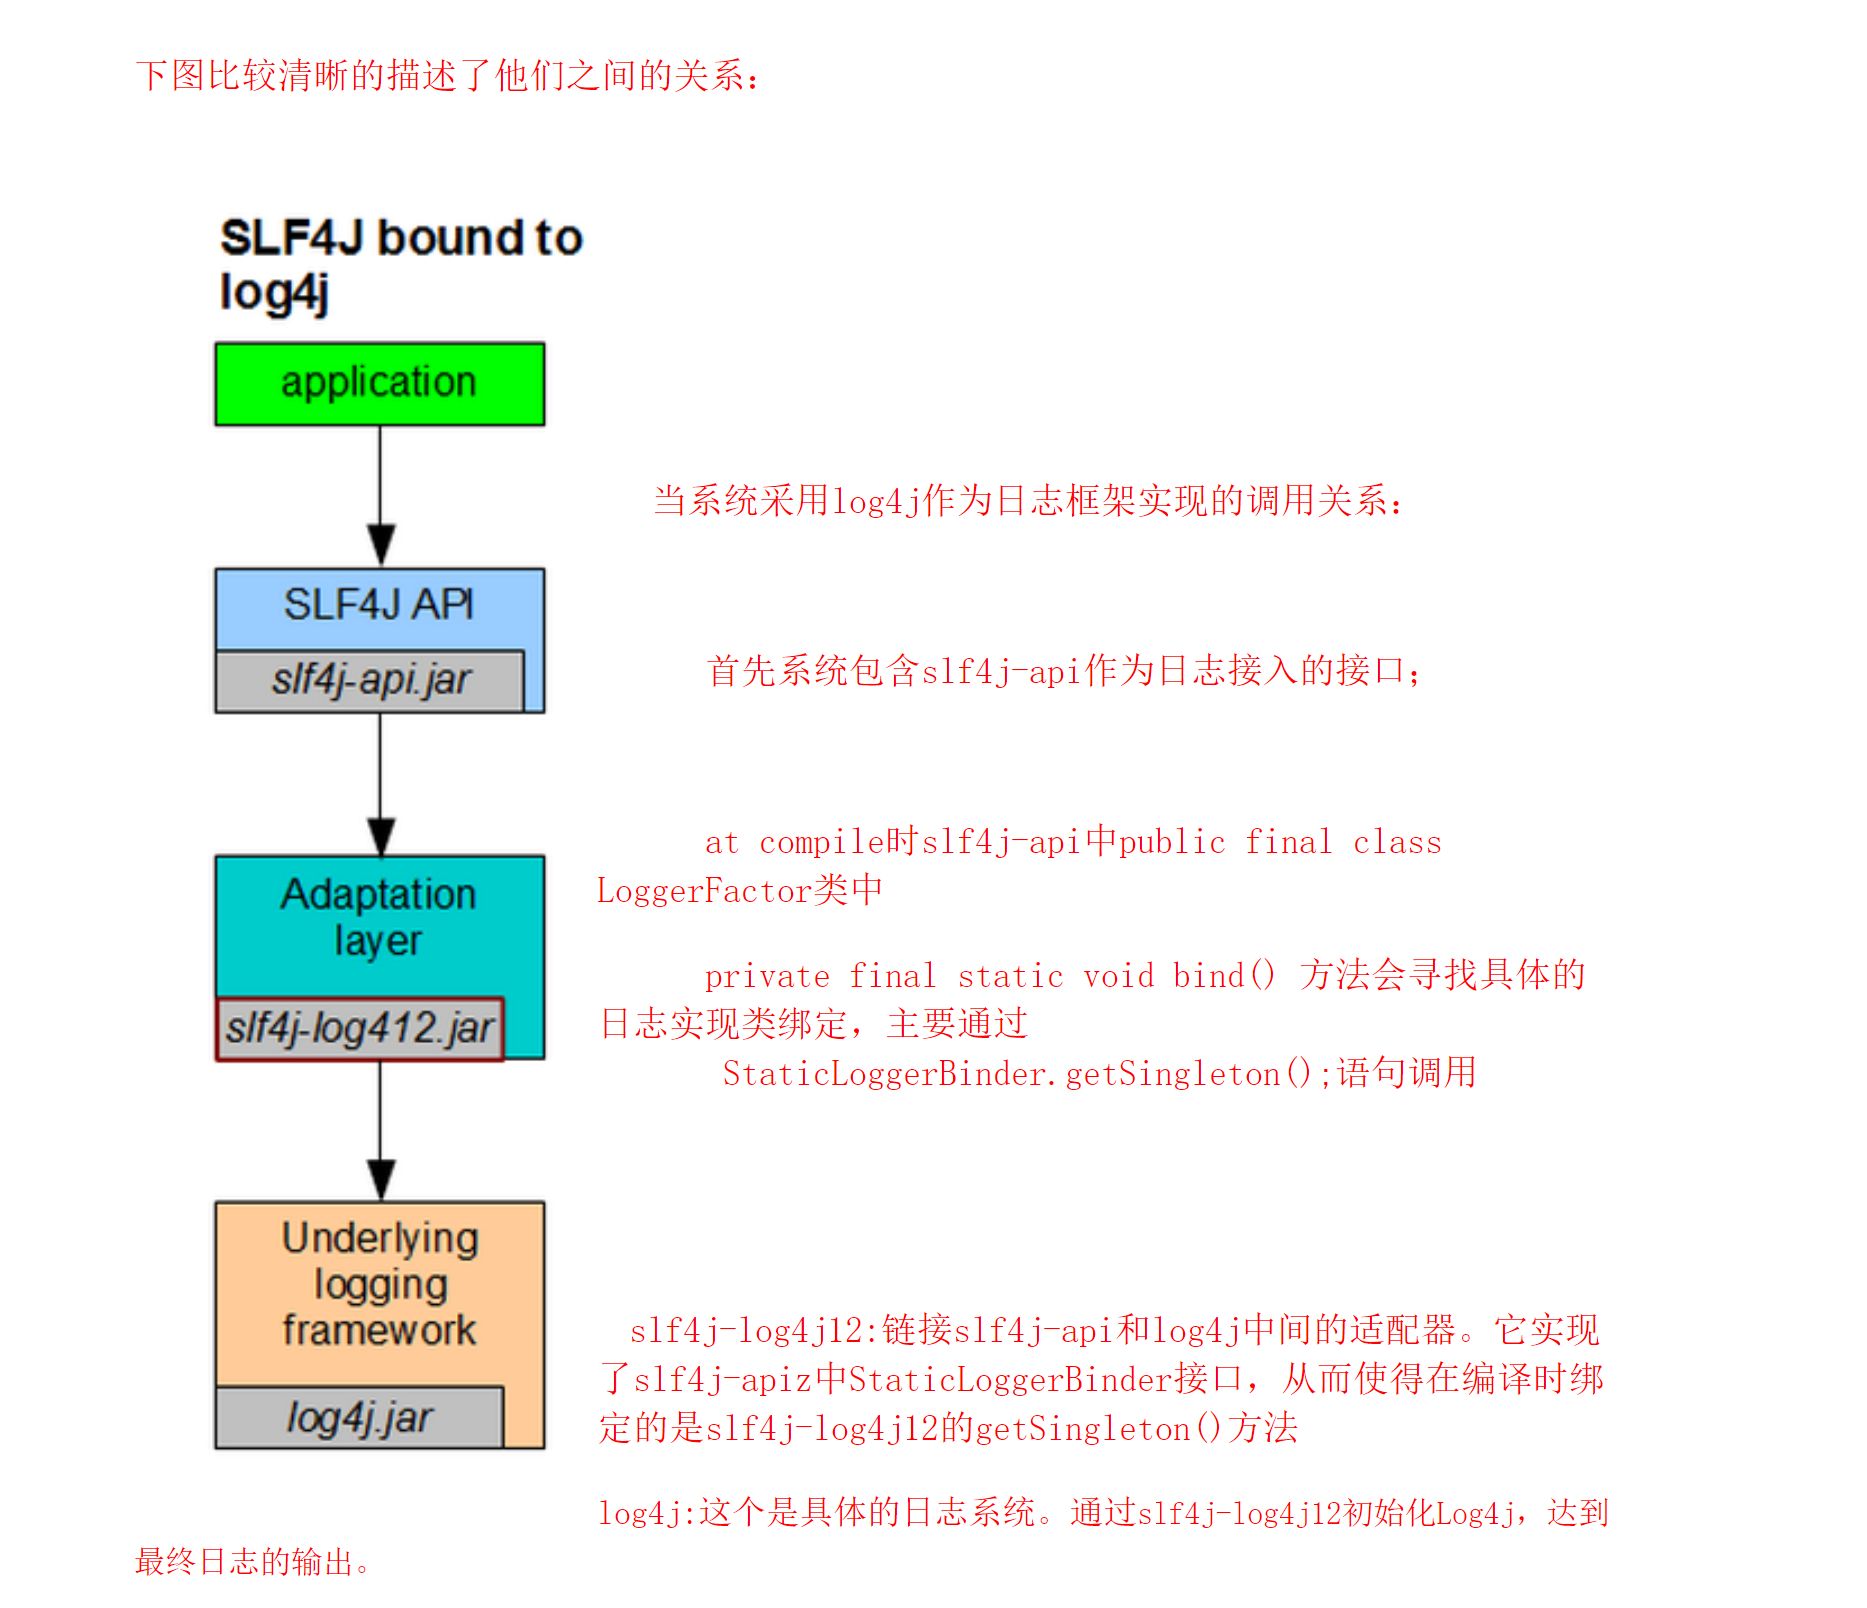 下图比较清晰的描述了他们之间的关系：
SLF4J bound to
log4j
application
当系统采用log4j作为日志框架实现的调用关系：
SLF4J API
slf4j-api.jar
首先系统包含slf4j-api作为日志接入的接口；
at compile时slf4j-api中public final class
LoggerFactor类中
Adaptation
layer
slf4j-log412.jar
private final static void bind() 方法会寻找具体的
日志实现类绑定，主要通过
StaticLoggerBinder.getSingleton();语句调用
Underlying
logging
framework
log4j.jar
slf4j-log4j12:链接slf4j-api和log4j中间的适配器。它实现
了slf4j-apiz中StaticLoggerBinder接口，从而使得在编译时绑
定的是slf4j-log4j12的getSingleton()方法
log4j:这个是具体的日志系统。通过slf4j-log4j12初始化Log4j，达到
最终日志的输出。